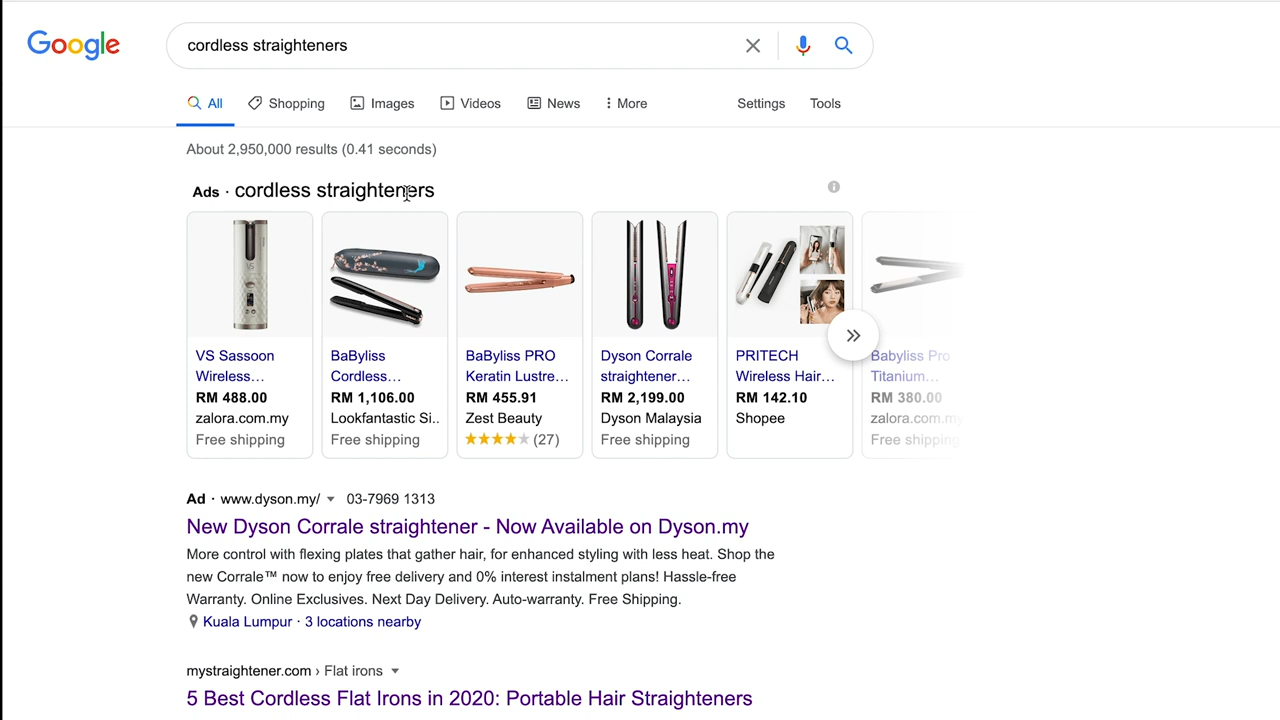 Google
cordless straighteners
All
Shopping
Images
Videos
News
More
Settings
Tools
About 2,950,000 results (0.41 seconds)
Ads · cordless straighteners
VS Sassoon
Wireless...
RM 488.00
zalora.com.my
Free shipping
BaByliss
Cordless...
RM 1,106.00
Lookfantastic Si..
Free shipping
BaByliss PRO
Keratin Lustre...
RM 455.91
Zest Beauty
(27)
Dyson Corrale
straightener...
RM 2,199.00
Dyson Malaysia
Free shipping
PRITECH
Wireless Hair...
RM 142.10
Shopee
Babyliss Pro
Titanium...
RM 380.00
zalora.com.my
Free shipping
Ad · www.dyson.my/ 03-7969 1313
New Dyson Corrale straightener - Now Available on Dyson.my
More control with flexing plates that gather hair, for enhanced styling with less heat. Shop the
new Corrale™ now to enjoy free delivery and 0% interest instalment plans! Hassle-free
Warranty. Online Exclusives. Next Day Delivery. Auto-warranty. Free Shipping.
Kuala Lumpur · 3 locations nearby
mystraightener.com › Flat irons
5 Best Cordless Flat Irons in 2020: Portable Hair Straighteners